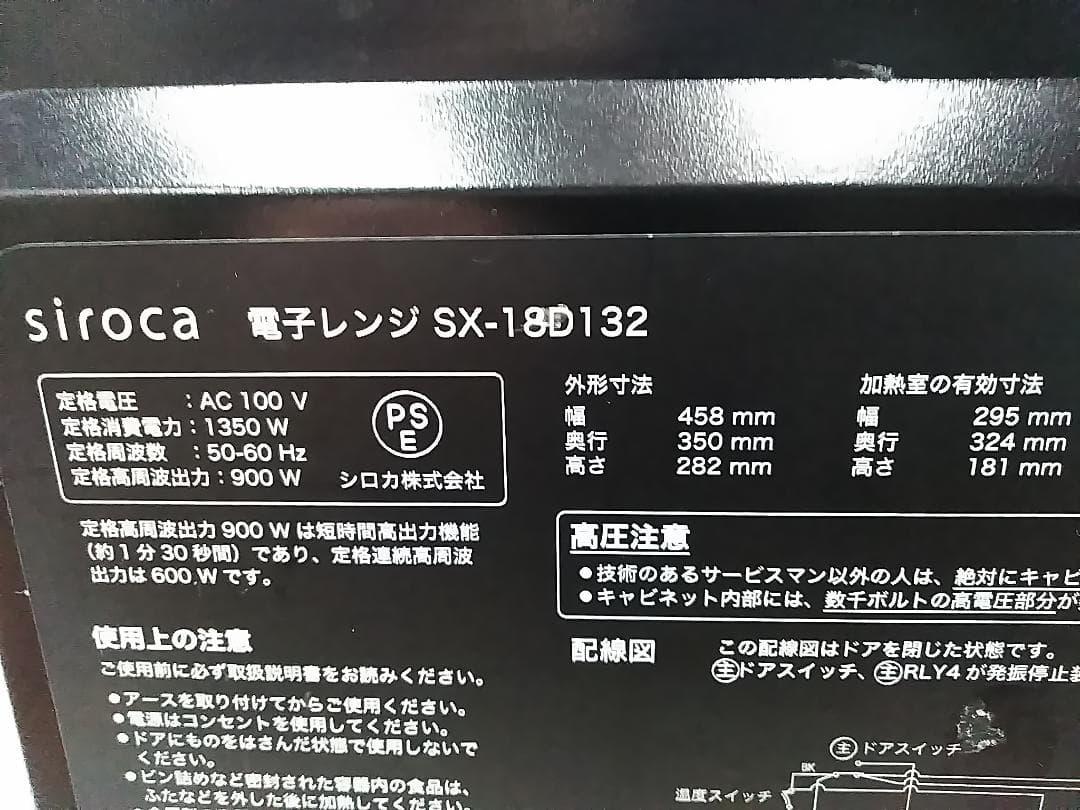 siroca 電子レンジ SX-18D132
定格電圧 : AC 100 V
定格消費電力 : 1350 W
定格周波数 : 50-60 Hz
定格高周波出力 : 900 W
PS
E
シロカ株式会社
外形寸法
幅 458 mm
奥行 350 mm
高さ 282 mm
加熱室の有効寸法
幅 295 mm
奥行 324 mm
高さ 181 mm
定格高周波出力 900 W は短時間高出力機能
(約 1 分 30 秒間) であり、定格連続高周波
出力は 600 W です。
高圧注意
●技術のあるサービスマン以外の人は、絶対にキャビ
●キャビネット内部には、数千ボルトの高電圧部分が
使用上の注意
ご使用前に必ず取扱説明書をお読みください。
●アースを取り付けてからご使用ください。
●電源はコンセントを使用してください。
●ドアにものをはさんだ状態で使用しないで
ください。
●ビン詰めなど密封された容器内の食品は、
ふたなどを外した後に加熱してください。
配線図
この配線図はドアを閉じた状態です。
主ドアスイッチ、主RLY4 が発振停止
主 ドアスイッチ
BK
温度スイッチ